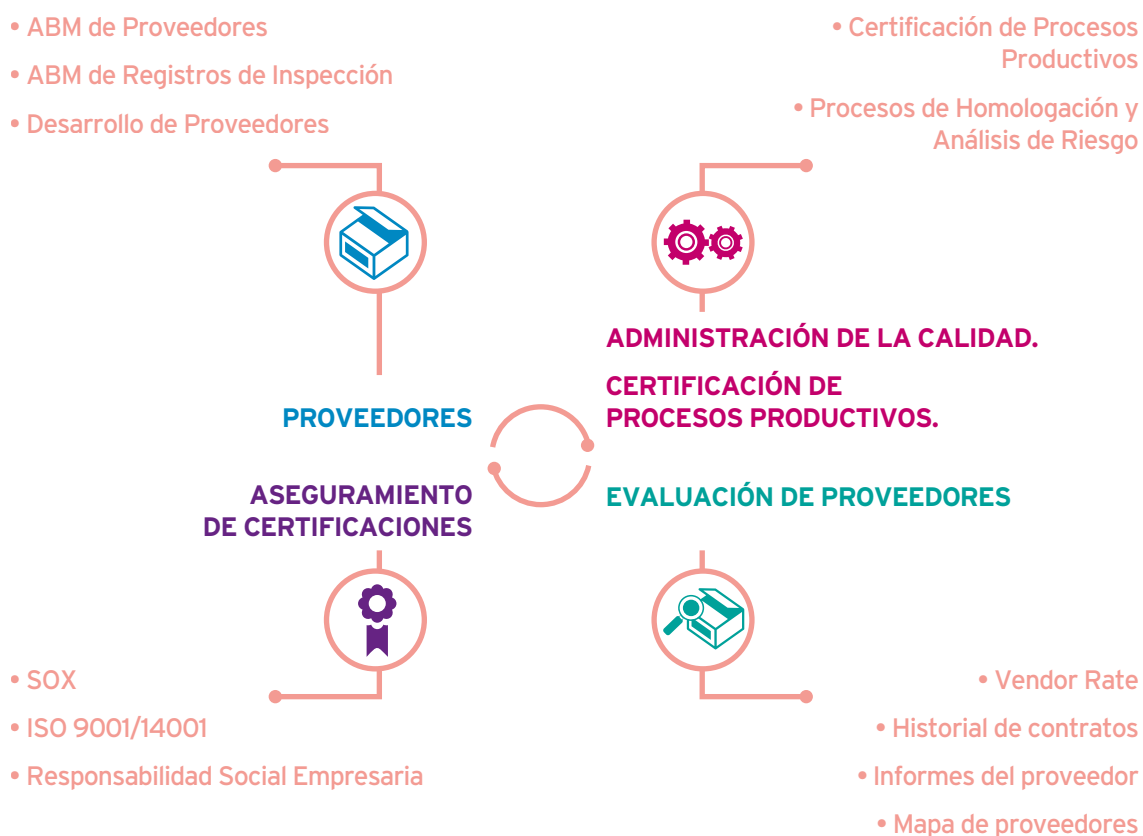 • ABM de Proveedores
• ABM de Registros de Inspección
• Desarrollo de Proveedores
• Certificación de Procesos
Productivos
• Procesos de Homologación y
Análisis de Riesgo
PROVEEDORES
ADMINISTRACIÓN DE LA CALIDAD.
CERTIFICACIÓN DE
PROCESOS PRODUCTIVOS.
ASEGURAMIENTO
DE CERTIFICACIONES
EVALUACIÓN DE PROVEEDORES
• SOX
• ISO 9001/14001
• Responsabilidad Social Empresaria
• Vendor Rate
• Historial de contratos
• Informes del proveedor
• Mapa de proveedores